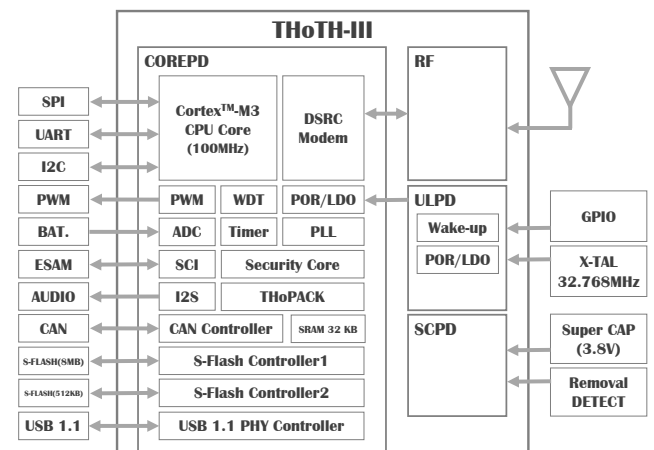 THoTH-III
COREPD
RF
SPI
UART
I2C
Cortex™-M3
CPU Core
(100MHz)
DSRC
Modem
PWM
PWM
WDT
POR/LDO
ULPD
GPIO
BAT.
ADC
Timer
PLL
Wake-up
ESAM
SCI
Security Core
POR/LDO
X-TAL
32.768MHz
AUDIO
I2S
THoPACK
CAN
CAN Controller
SRAM 32 KB
SCPD
Super CAP
(3.8V)
S-FLASH(8MB)
S-Flash Controller1
S-FLASH(512KB)
S-Flash Controller2
Removal
DETECT
USB 1.1
USB 1.1 PHY Controller